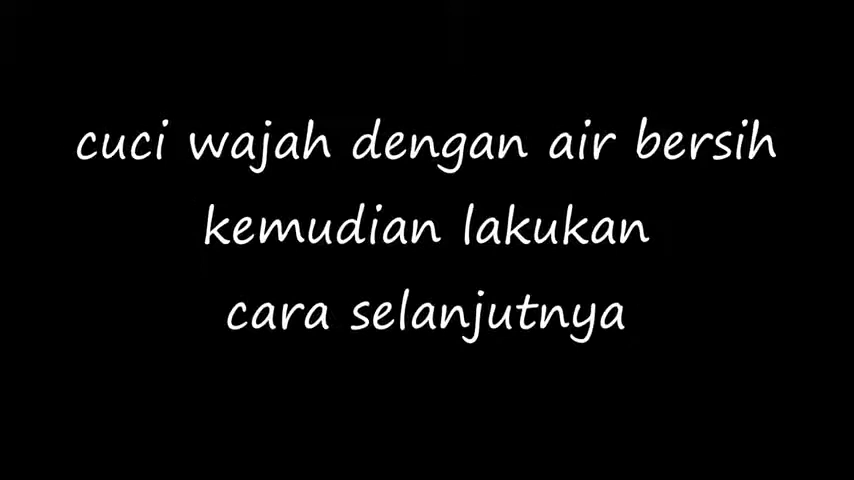 cuci wajah dengan air bersih
kemudian lakukan
cara selanjutnya